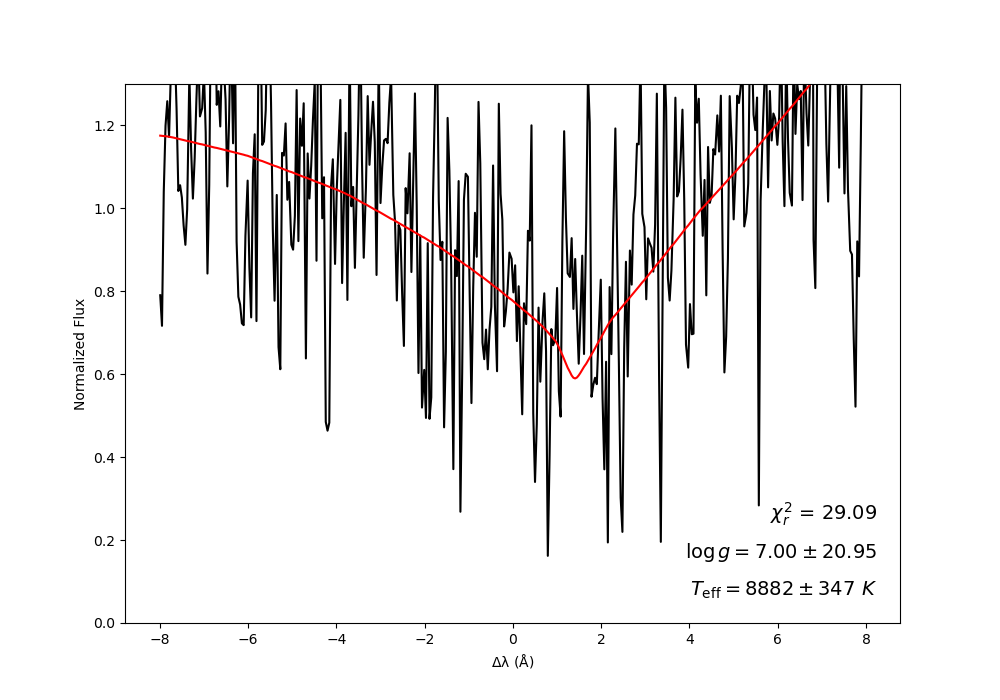 Normalized Flux
1.2
1.0
0.8
0.6
0.4
0.2
0.0
χ²ᵣ = 29.09
log g = 7.00 ± 20.95
T_eff = 8882 ± 347 K
−8 −6 −4 −2 0 2 4 6 8
Δλ (Å)